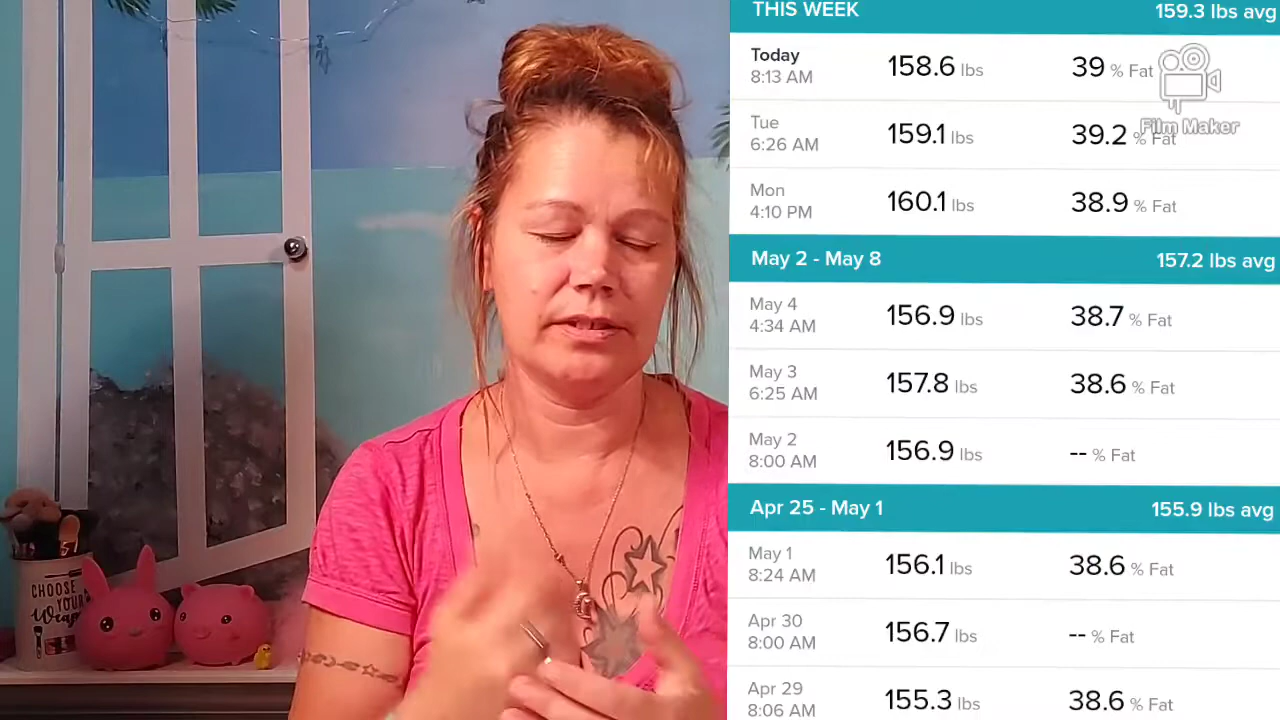 THIS WEEK 159.3 lbs avg
Today
8:13 AM
158.6 lbs 39 % Fat
Film Maker
Tue
6:26 AM
159.1 lbs 39.2 % Fat
Mon
4:10 PM
160.1 lbs 38.9 % Fat
May 2 - May 8 157.2 lbs avg
May 4
4:34 AM
156.9 lbs 38.7 % Fat
May 3
6:25 AM
157.8 lbs 38.6 % Fat
May 2
8:00 AM
156.9 lbs -- % Fat
Apr 25 - May 1 155.9 lbs avg
May 1
8:24 AM
156.1 lbs 38.6 % Fat
Apr 30
8:00 AM
156.7 lbs -- % Fat
Apr 29
8:06 AM
155.3 lbs 38.6 % Fat
CHOOSE
YOUR